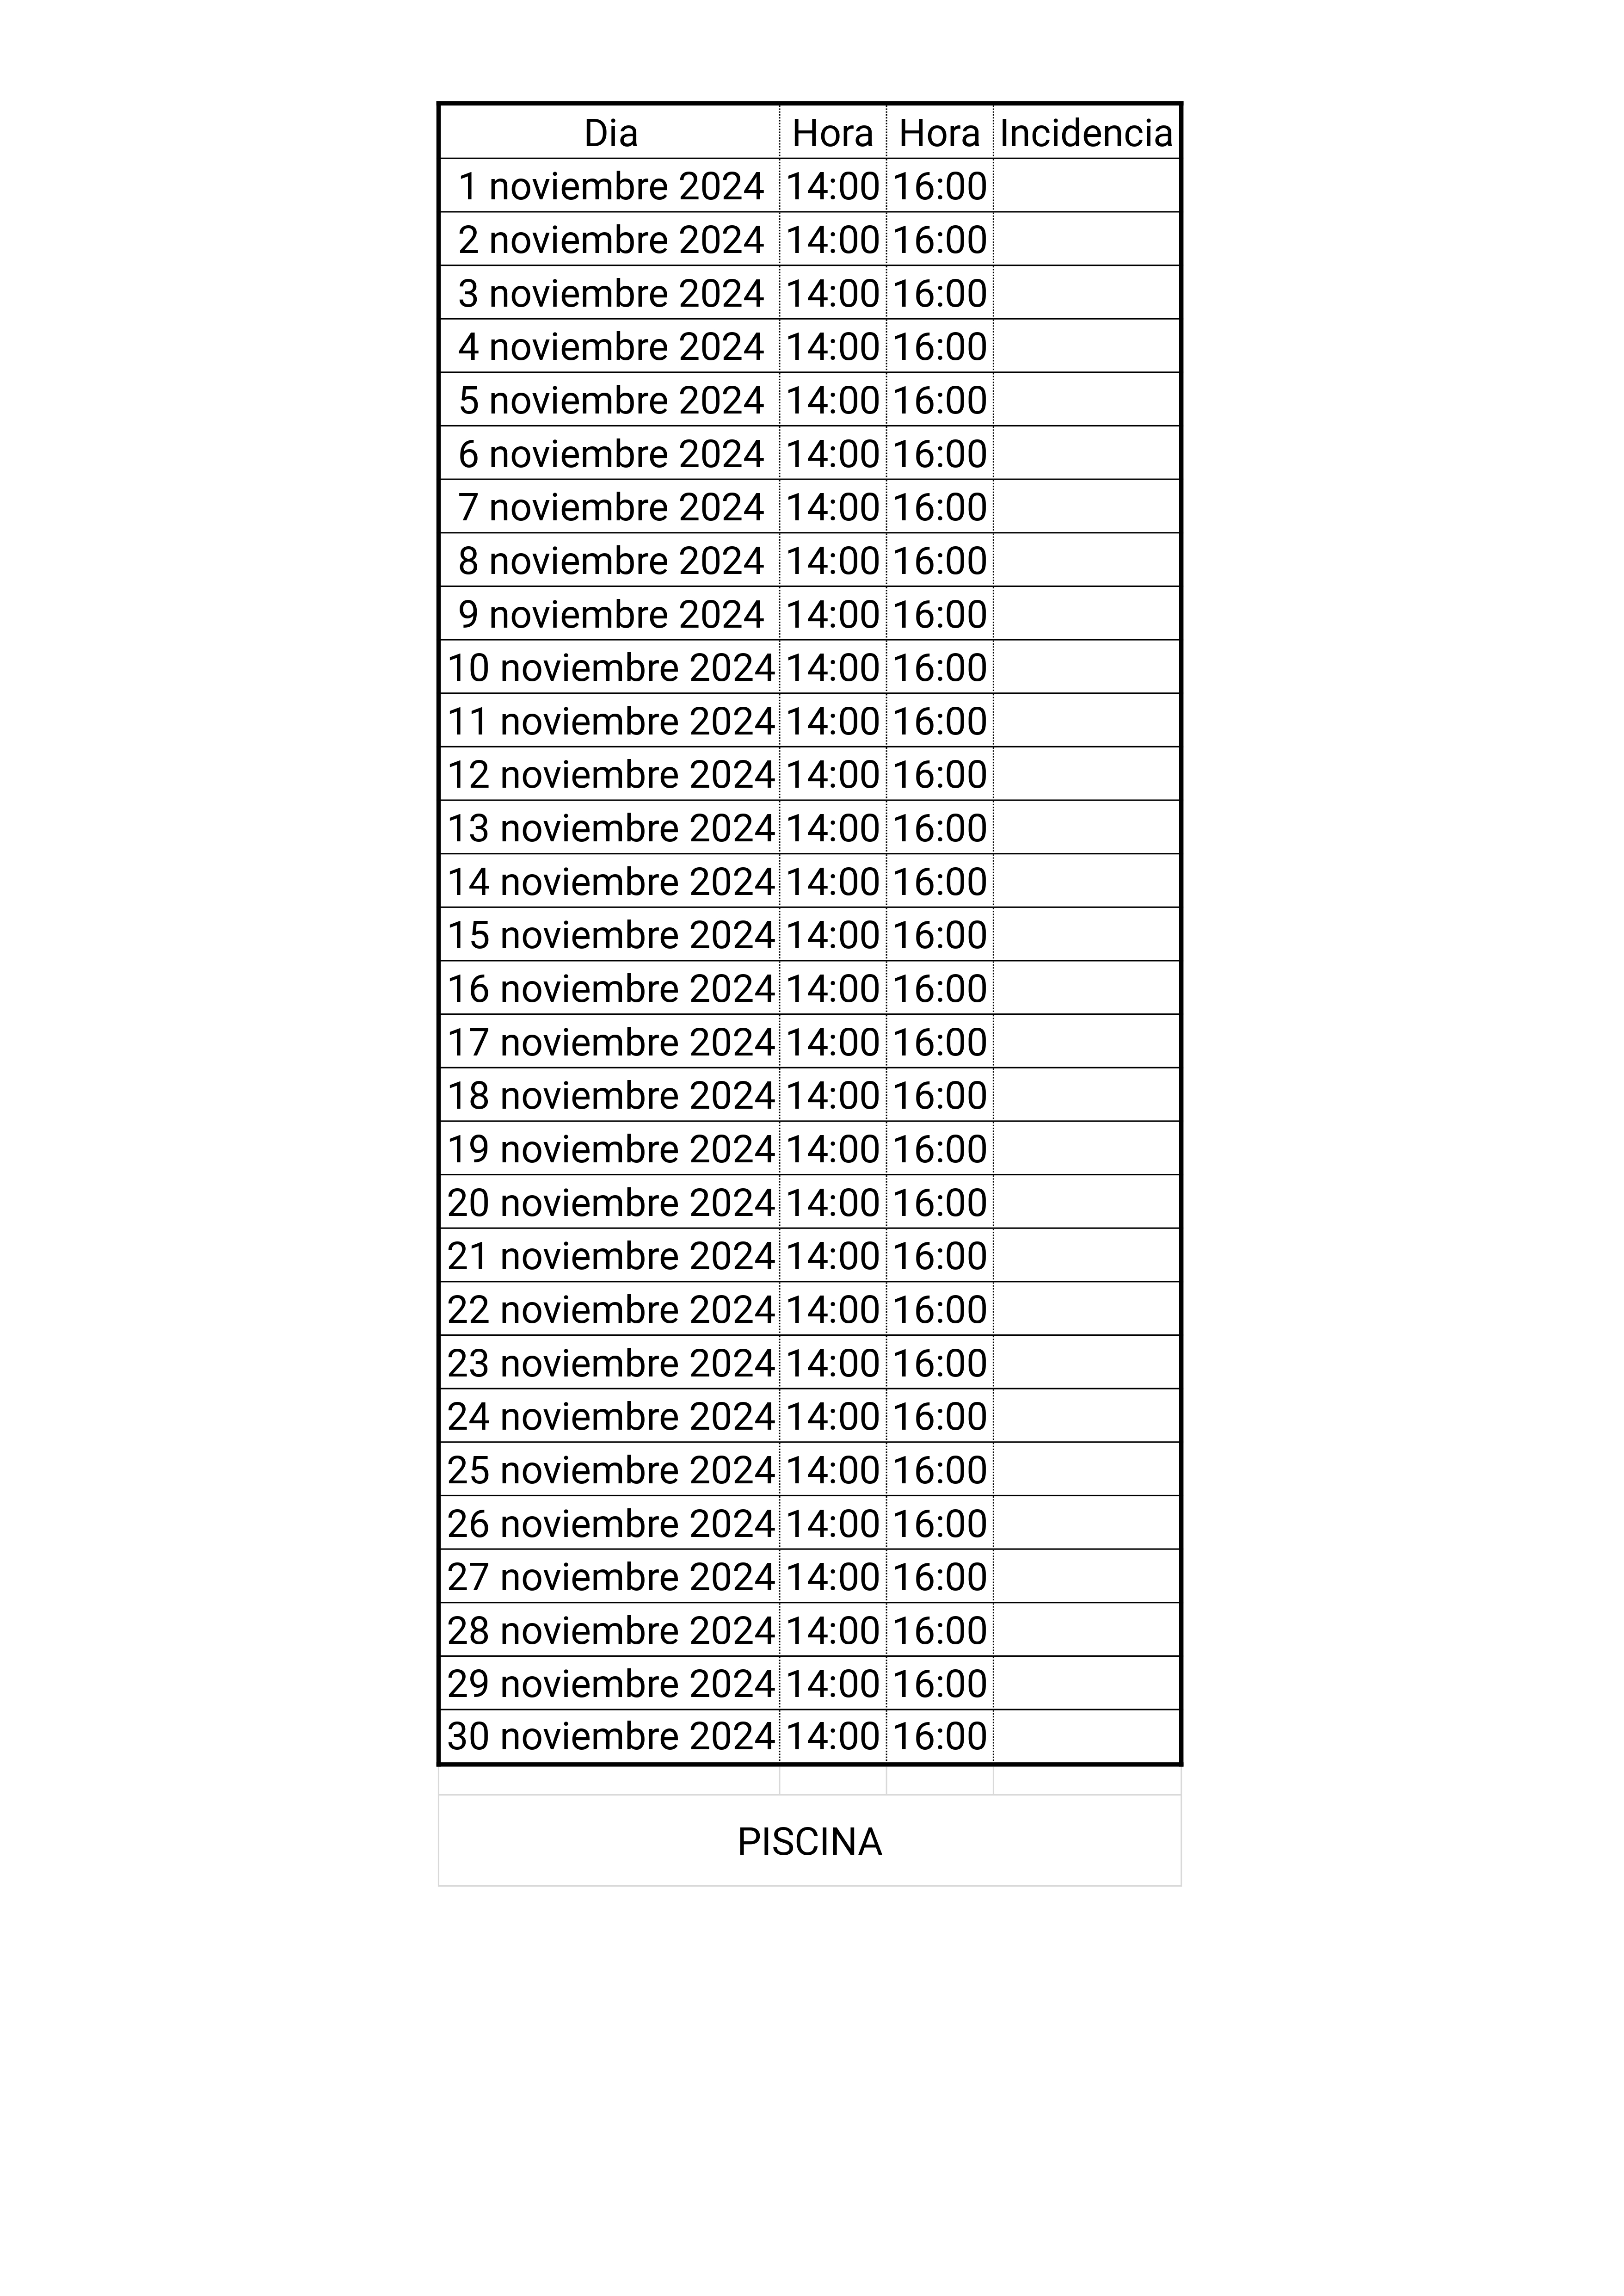 Dia Hora Hora Incidencia
1 noviembre 2024 14:00 16:00
2 noviembre 2024 14:00 16:00
3 noviembre 2024 14:00 16:00
4 noviembre 2024 14:00 16:00
5 noviembre 2024 14:00 16:00
6 noviembre 2024 14:00 16:00
7 noviembre 2024 14:00 16:00
8 noviembre 2024 14:00 16:00
9 noviembre 2024 14:00 16:00
10 noviembre 2024 14:00 16:00
11 noviembre 2024 14:00 16:00
12 noviembre 2024 14:00 16:00
13 noviembre 2024 14:00 16:00
14 noviembre 2024 14:00 16:00
15 noviembre 2024 14:00 16:00
16 noviembre 2024 14:00 16:00
17 noviembre 2024 14:00 16:00
18 noviembre 2024 14:00 16:00
19 noviembre 2024 14:00 16:00
20 noviembre 2024 14:00 16:00
21 noviembre 2024 14:00 16:00
22 noviembre 2024 14:00 16:00
23 noviembre 2024 14:00 16:00
24 noviembre 2024 14:00 16:00
25 noviembre 2024 14:00 16:00
26 noviembre 2024 14:00 16:00
27 noviembre 2024 14:00 16:00
28 noviembre 2024 14:00 16:00
29 noviembre 2024 14:00 16:00
30 noviembre 2024 14:00 16:00
PISCINA